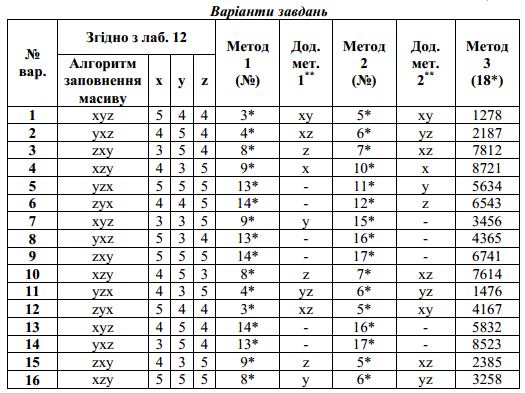 Варіанти завдань
№ вар. | Згідно з лаб. 12 | Метод 1 (№) | Дод. мет. 1** | Метод 2 (№) | Дод. мет. 2** | Метод 3 (18*)
Алгоритм заповнення масиву | x | y | z
1 | xyz | 5 | 4 | 4 | 3* | xy | 5* | xy | 1278
2 | yxz | 4 | 5 | 4 | 4* | xz | 6* | yz | 2187
3 | zxy | 3 | 5 | 4 | 8* | z | 7* | xz | 7812
4 | xzy | 4 | 3 | 5 | 9* | x | 10* | x | 8721
5 | yzx | 5 | 5 | 5 | 13* | - | 11* | y | 5634
6 | zyx | 4 | 4 | 5 | 14* | - | 12* | z | 6543
7 | xyz | 3 | 3 | 5 | 9* | y | 15* | - | 3456
8 | yxz | 5 | 3 | 4 | 13* | - | 16* | - | 4365
9 | zxy | 5 | 5 | 5 | 14* | - | 17* | - | 6741
10 | xzy | 4 | 5 | 3 | 8* | z | 7* | xz | 7614
11 | yzx | 4 | 3 | 5 | 4* | yz | 6* | yz | 1476
12 | zyx | 5 | 4 | 4 | 3* | xz | 5* | xy | 4167
13 | xyz | 4 | 5 | 4 | 14* | - | 16* | - | 5832
14 | yxz | 3 | 5 | 4 | 13* | - | 17* | - | 8523
15 | zxy | 4 | 3 | 5 | 9* | z | 5* | xz | 2385
16 | xzy | 5 | 5 | 5 | 8* | y | 6* | yz | 3258